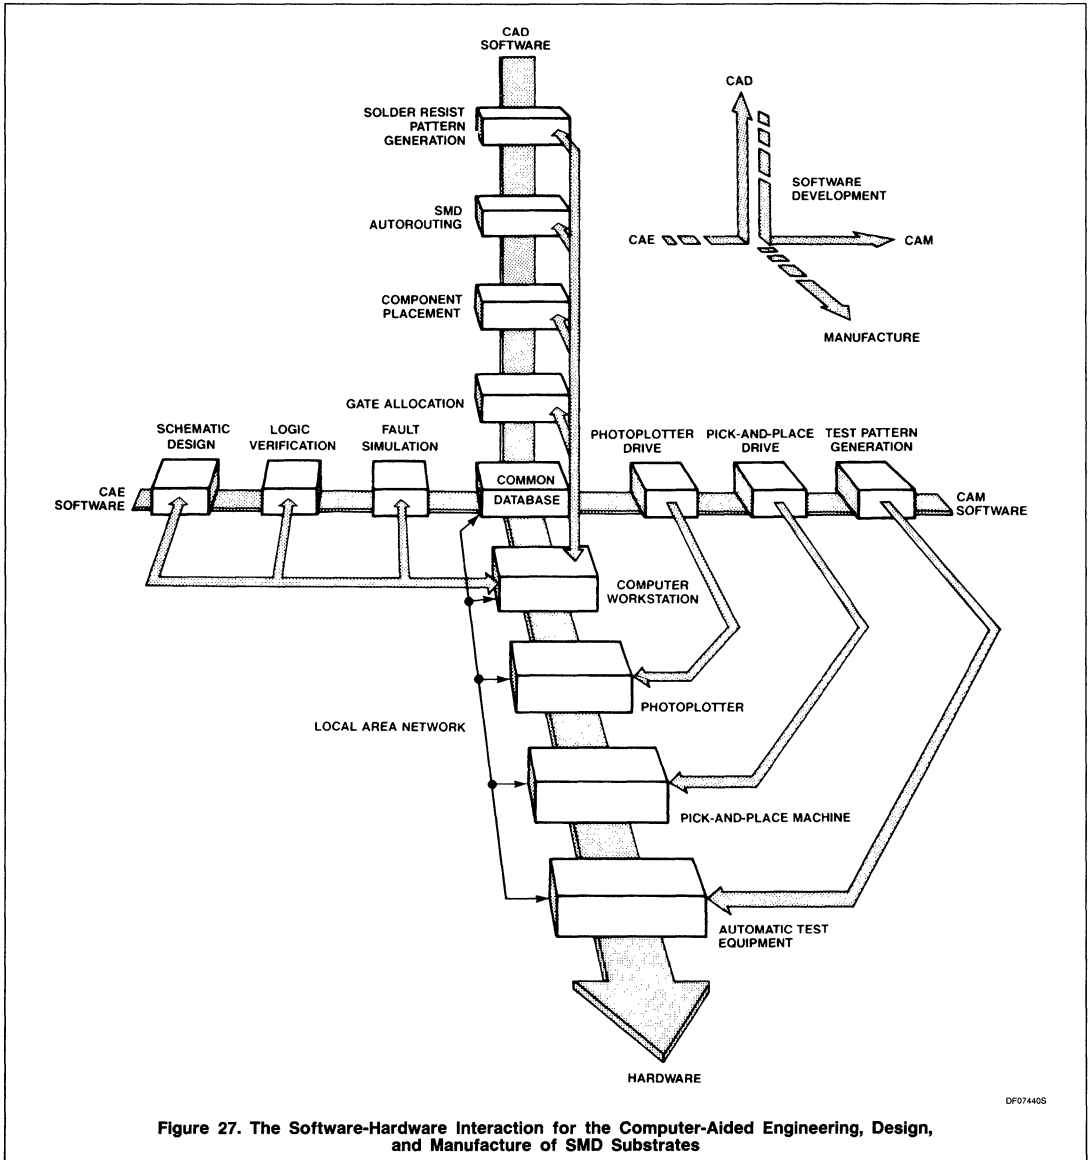 CAD
SOFTWARE
SOLDER RESIST
PATTERN
GENERATION
SMD
AUTOROUTING
COMPONENT
PLACEMENT
GATE ALLOCATION
CAD
SOFTWARE
DEVELOPMENT
CAE
CAM
MANUFACTURE
SCHEMATIC
DESIGN
LOGIC
VERIFICATION
FAULT
SIMULATION
PHOTOPLOTTER
DRIVE
PICK-AND-PLACE
DRIVE
TEST PATTERN
GENERATION
CAE
SOFTWARE
COMMON
DATABASE
CAM
SOFTWARE
COMPUTER
WORKSTATION
PHOTOPLOTTER
LOCAL AREA NETWORK
PICK-AND-PLACE MACHINE
AUTOMATIC TEST
EQUIPMENT
HARDWARE
DF07440S
Figure 27. The Software-Hardware Interaction for the Computer-Aided Engineering, Design,
and Manufacture of SMD Substrates